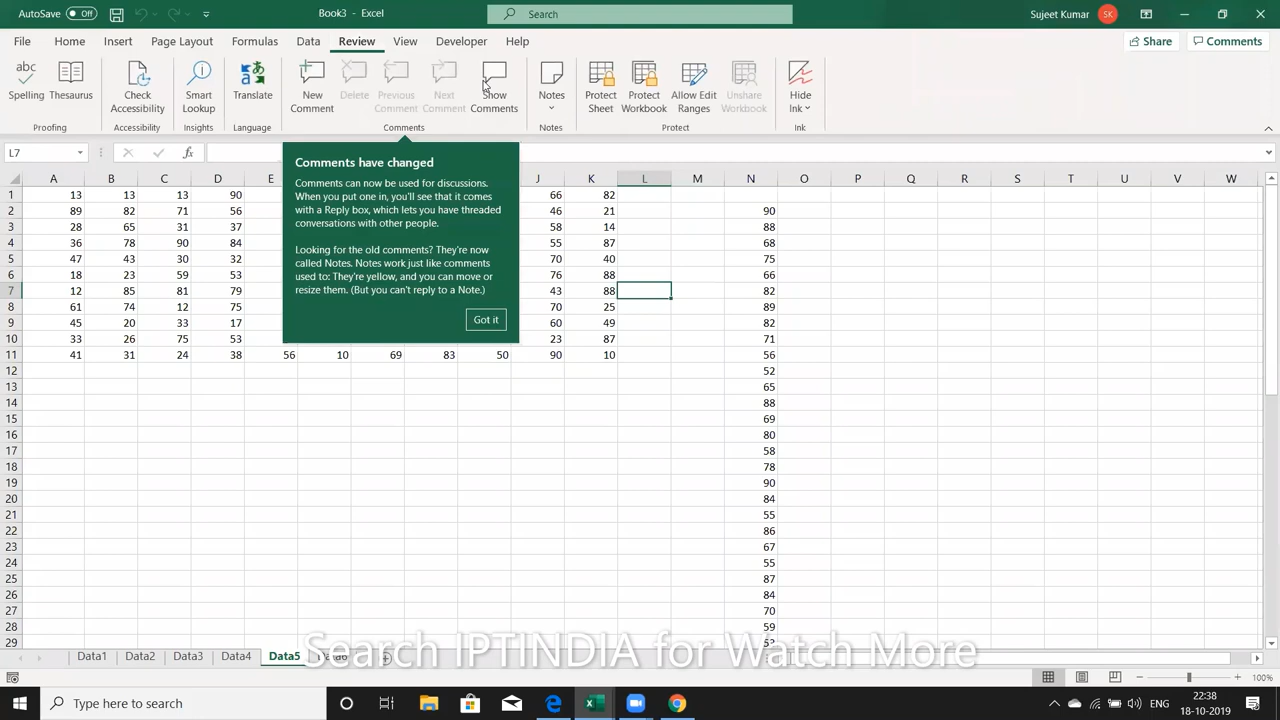 AutoSave Off Book3 - Excel Search Sujeet Kumar SK
File Home Insert Page Layout Formulas Data Review View Developer Help Share Comments
abc
Spelling Thesaurus Check Accessibility Smart Lookup Translate New Comment Delete Previous Comment Next Comment Show Comments Notes Protect Sheet Protect Workbook Allow Edit Ranges Unshare Workbook Hide Ink
Proofing Accessibility Insights Language Comments Notes Protect Ink
L7 fx
Comments have changed
Comments can now be used for discussions.
When you put one in, you'll see that it comes
with a Reply box, which lets you have threaded
conversations with other people.
Looking for the old comments? They're now
called Notes. Notes work just like comments
used to: They're yellow, and you can move or
resize them. (But you can't reply to a Note.)
Got it
A B C D E J K L M N O P Q R S T U V W
1 13 13 13 90 66 82
2 89 82 71 56 46 21 90
3 28 65 31 37 58 14 88
4 36 78 90 84 55 87 68
5 47 43 30 32 70 40 75
6 18 23 59 53 76 88 66
7 12 85 81 79 43 88 82
8 61 74 12 75 70 25 89
9 45 20 33 17 60 49 82
10 33 26 75 53 23 87 71
11 41 31 24 38 56 10 69 83 50 90 10 56
12 52
13 65
14 88
15 69
16 80
17 58
18 78
19 90
20 84
21 55
22 86
23 67
24 55
25 87
26 84
27 70
28 59
29 53
Search IPTINDIA for Watch More
Data1 Data2 Data3 Data4 Data5 Data6
100%
Type here to search ENG 22:38
18-10-2019